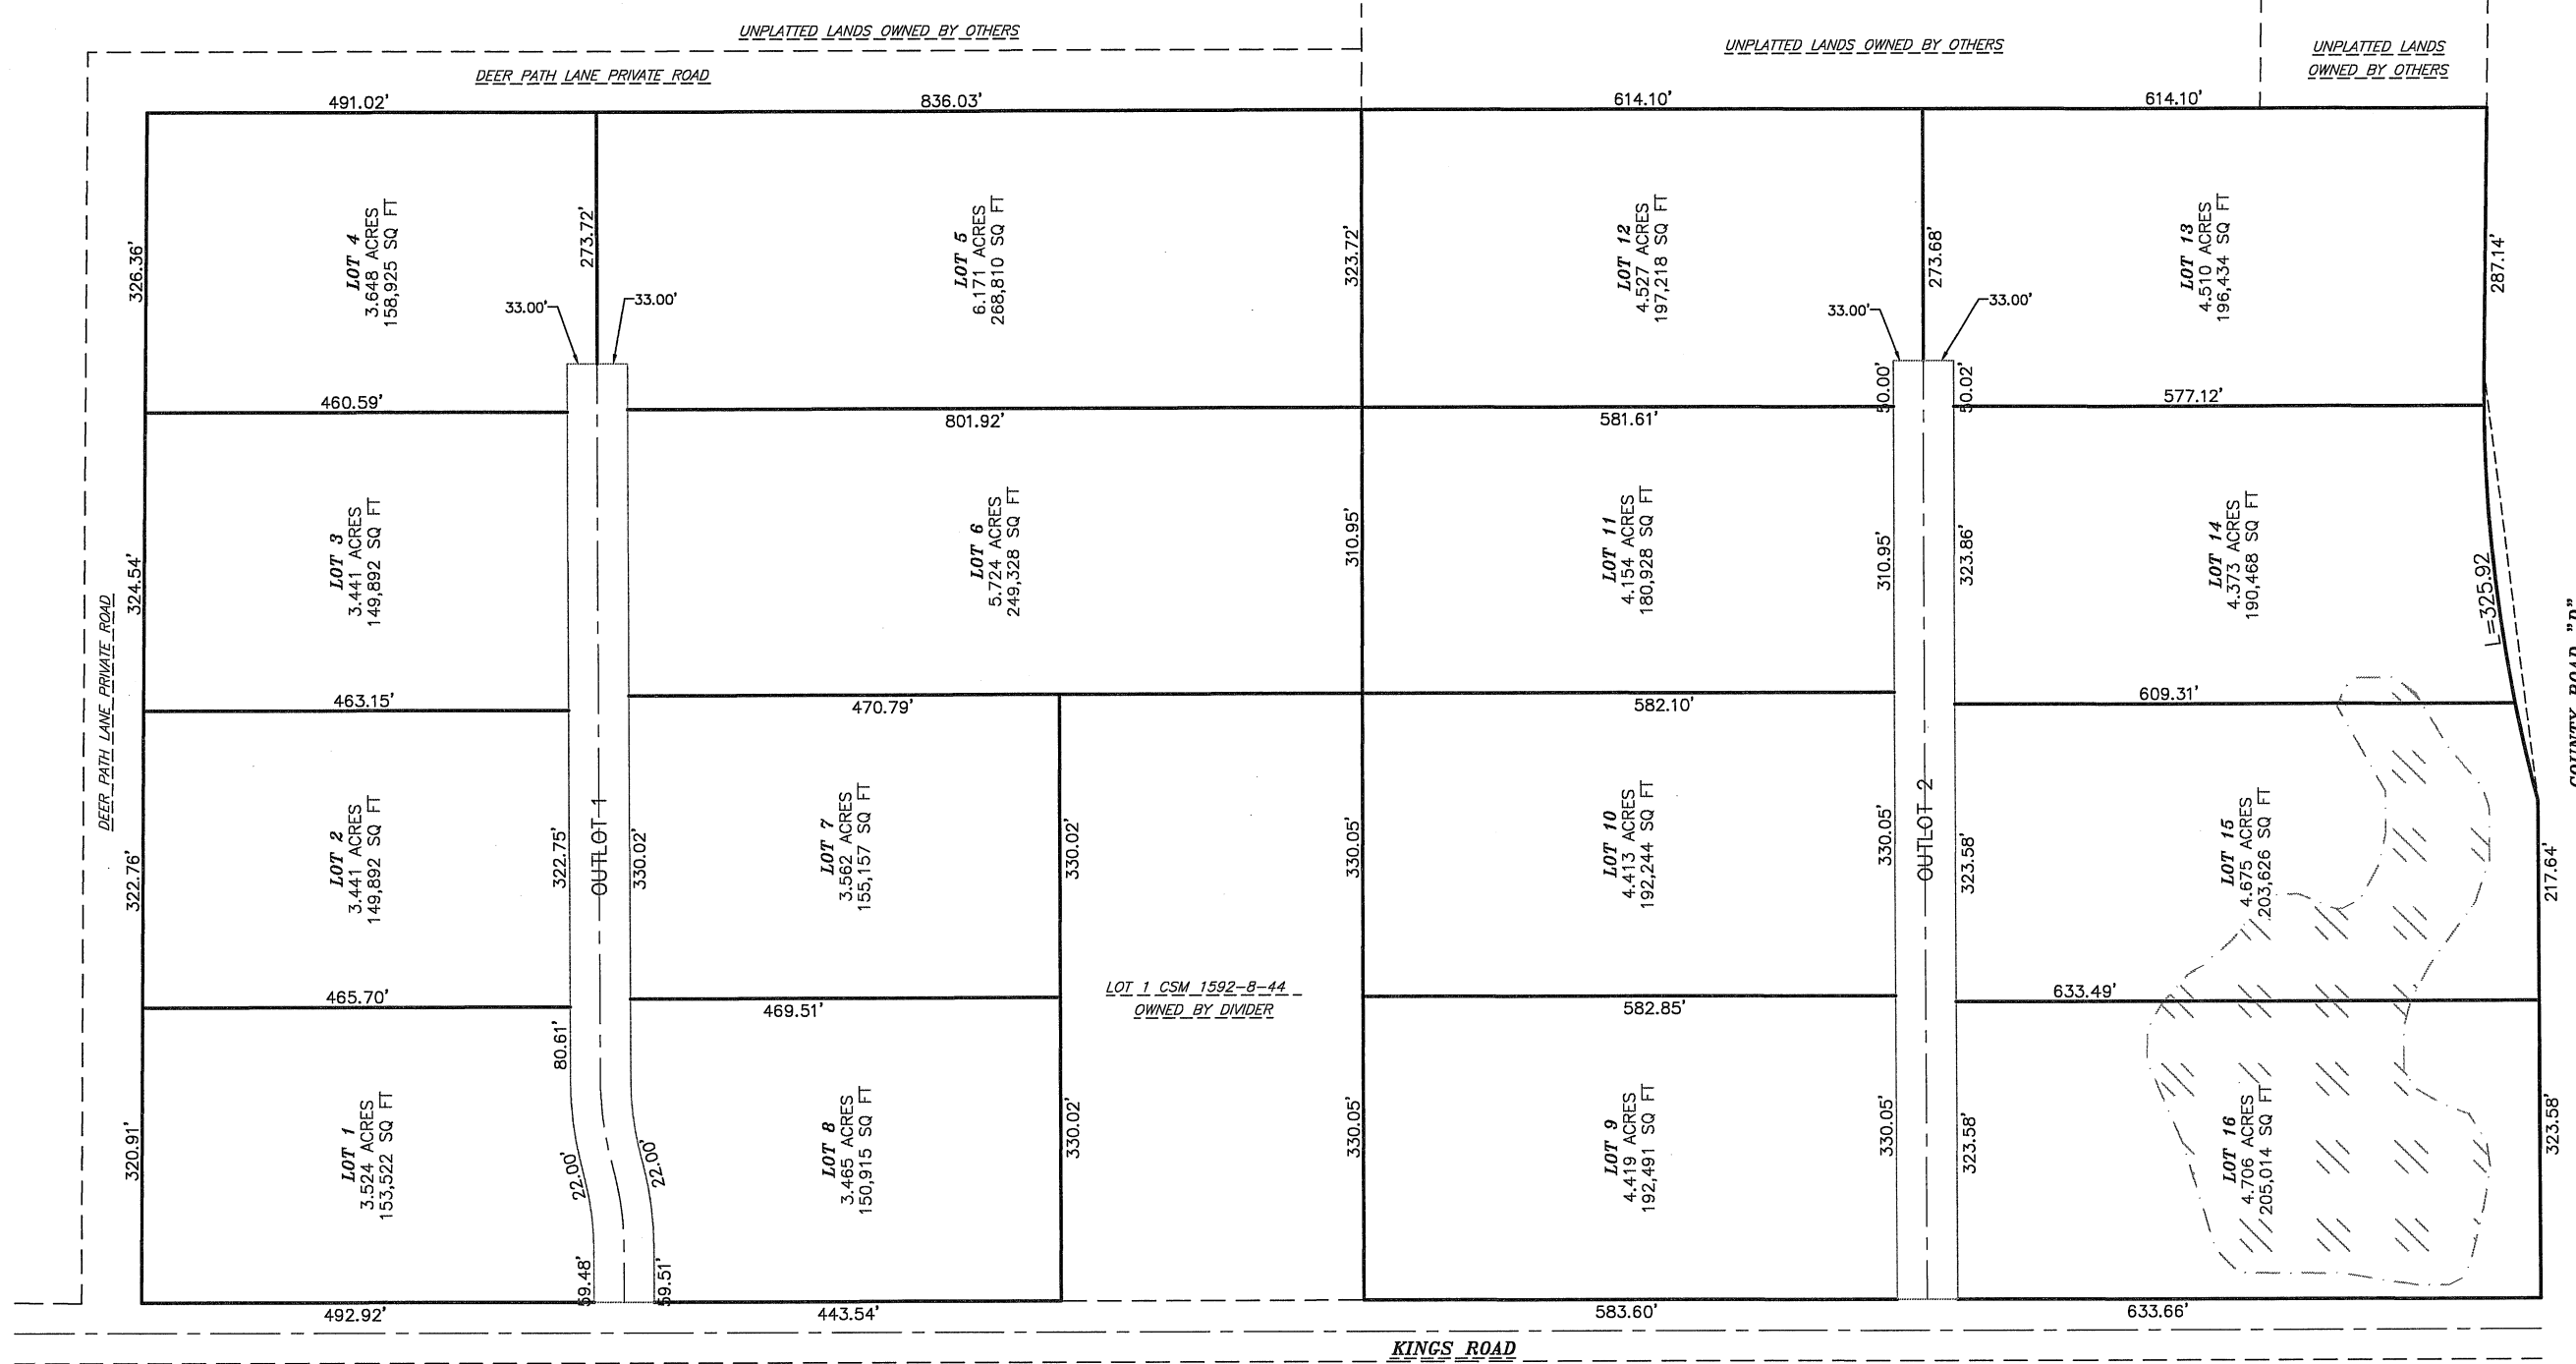 UNPLATTED LANDS OWNED BY OTHERS
UNPLATTED LANDS OWNED BY OTHERS
UNPLATTED LANDS
OWNED BY OTHERS
DEER PATH LANE PRIVATE ROAD
491.02'
836.03'
614.10'
614.10'
326.36'
LOT 4
3.648 ACRES
158,925 SQ FT
273.72'
33.00'
33.00'
LOT 5
6.171 ACRES
268,810 SQ FT
323.72'
LOT 12
4.527 ACRES
197,218 SQ FT
273.68'
33.00'
33.00'
LOT 13
4.510 ACRES
196,434 SQ FT
287.14'
50.00'
50.02'
460.59'
801.92'
581.61'
577.12'
DEER PATH LANE PRIVATE ROAD
324.54'
LOT 3
3.441 ACRES
149,892 SQ FT
LOT 6
5.724 ACRES
249,328 SQ FT
310.95'
LOT 11
4.154 ACRES
180,928 SQ FT
310.95'
323.86'
LOT 14
4.373 ACRES
190,468 SQ FT
L=325.92
COUNTY ROAD "D"
463.15'
470.79'
582.10'
609.31'
322.76'
LOT 2
3.441 ACRES
149,892 SQ FT
322.75'
OUTLOT 1
330.02'
LOT 7
3.562 ACRES
155,157 SQ FT
330.02'
330.05'
LOT 10
4.413 ACRES
192,244 SQ FT
330.05'
OUTLOT 2
323.58'
LOT 15
4.675 ACRES
203,626 SQ FT
217.64'
465.70'
469.51'
LOT 1 CSM 1592-8-44
OWNED BY DIVIDER
582.85'
633.49'
320.91'
LOT 1
3.524 ACRES
153,522 SQ FT
80.61'
22.00'
22.00'
59.48'
59.51'
LOT 8
3.465 ACRES
150,915 SQ FT
330.02'
330.05'
LOT 9
4.419 ACRES
192,491 SQ FT
330.05'
323.58'
LOT 16
4.706 ACRES
205,014 SQ FT
323.58'
492.92'
443.54'
583.60'
633.66'
KINGS ROAD